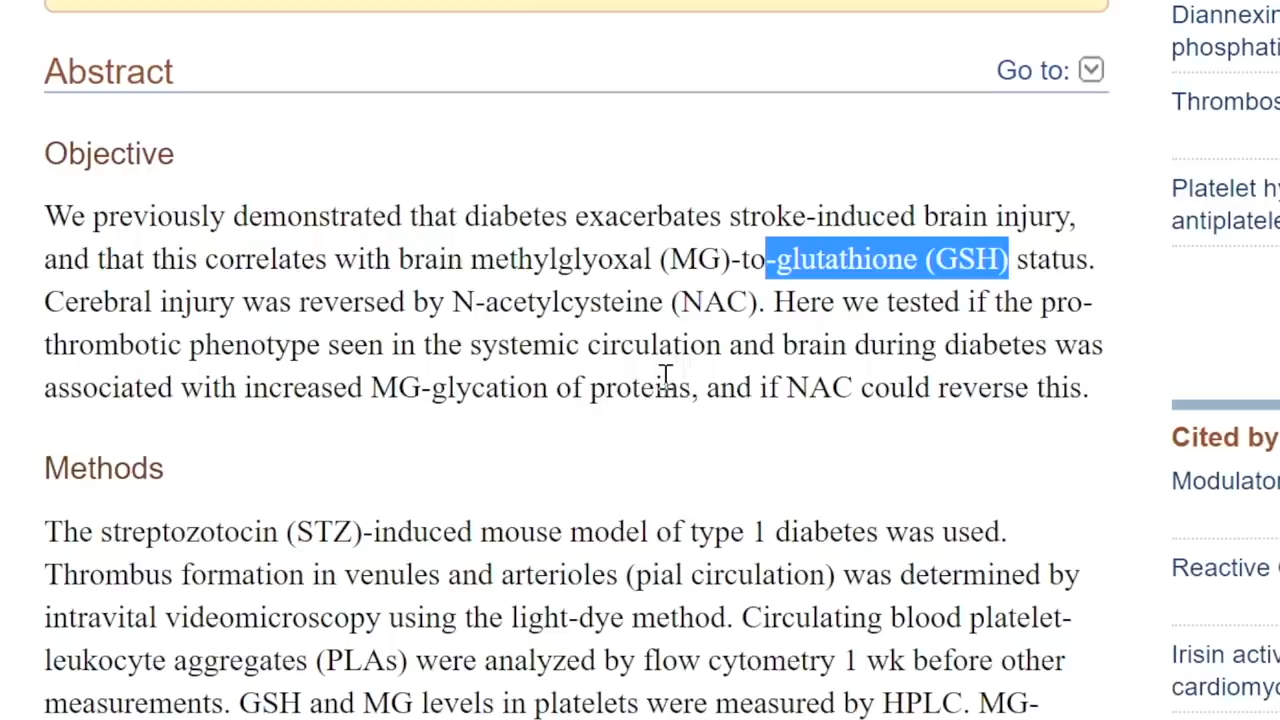 Abstract
Go to:
Objective
We previously demonstrated that diabetes exacerbates stroke-induced brain injury,
and that this correlates with brain methylglyoxal (MG)-to-glutathione (GSH) status.
Cerebral injury was reversed by N-acetylcysteine (NAC). Here we tested if the pro-
thrombotic phenotype seen in the systemic circulation and brain during diabetes was
associated with increased MG-glycation of proteins, and if NAC could reverse this.
Methods
The streptozotocin (STZ)-induced mouse model of type 1 diabetes was used.
Thrombus formation in venules and arterioles (pial circulation) was determined by
intravital videomicroscopy using the light-dye method. Circulating blood platelet-
leukocyte aggregates (PLAs) were analyzed by flow cytometry 1 wk before other
measurements. GSH and MG levels in platelets were measured by HPLC. MG-
Diannexin
phosphati
Thrombos
Platelet hy
antiplatele
Cited by
Modulator
Reactive
Irisin activ
cardiomyo